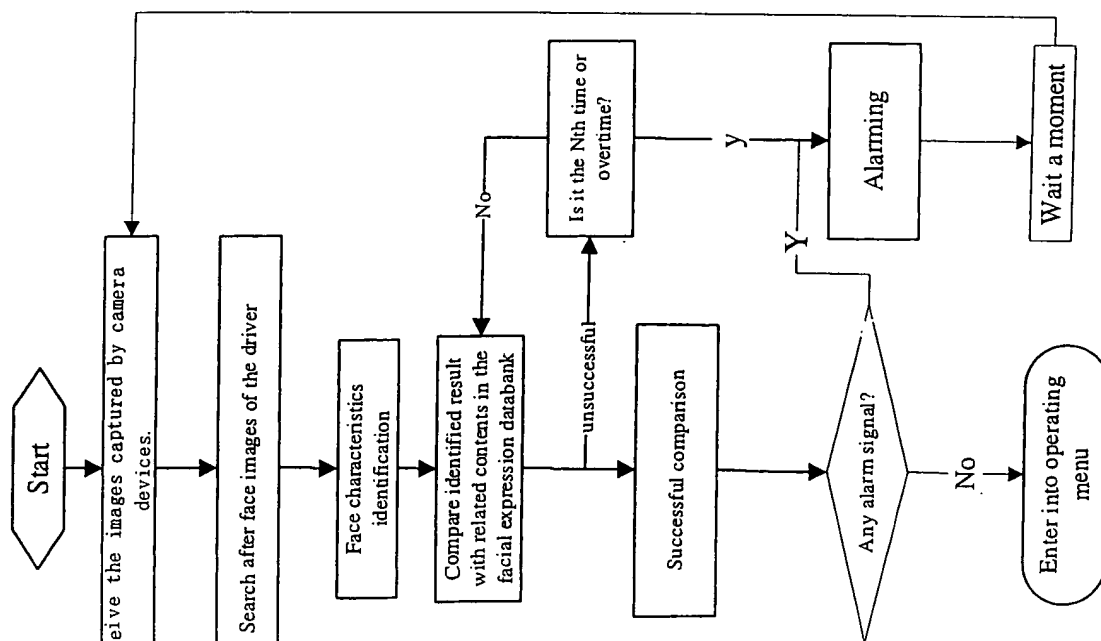 Start
the images captured by camera
devices.
Search after face images of the driver
Face characteristics
identification
Compare identified result
with related contents in the
facial expression databank
No
unsuccessful
Is it the Nth time or
overtime?
y
Successful comparison
Any alarm signal?
Y
Alarming
Wait a moment
No
Enter into operating
menu